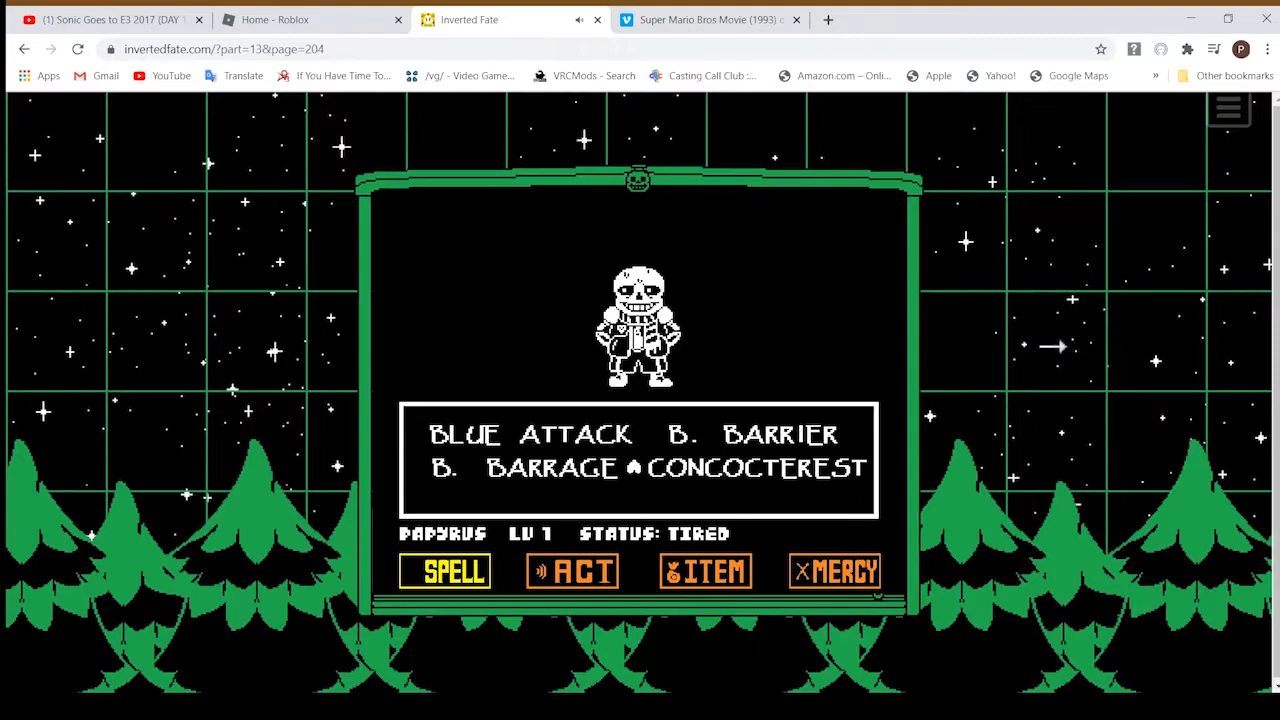 (1) Sonic Goes to E3 2017 (DAY 1
Home - Roblox
Inverted Fate
Super Mario Bros Movie (1993) c
invertedfate.com/?part=13&page=204
P
Apps
Gmail
YouTube
Translate
If You Have Time To...
/vg/ - Video Game...
VRCMods - Search
Casting Call Club :...
Amazon.com – Onli...
Apple
Yahoo!
Google Maps
»
Other bookmarks
BLUE ATTACK B. BARRIER
B. BARRAGE CONCOCTEREST
PAPYRUS LV 1 STATUS: TIRED
SPELL
ACT
ITEM
MERCY